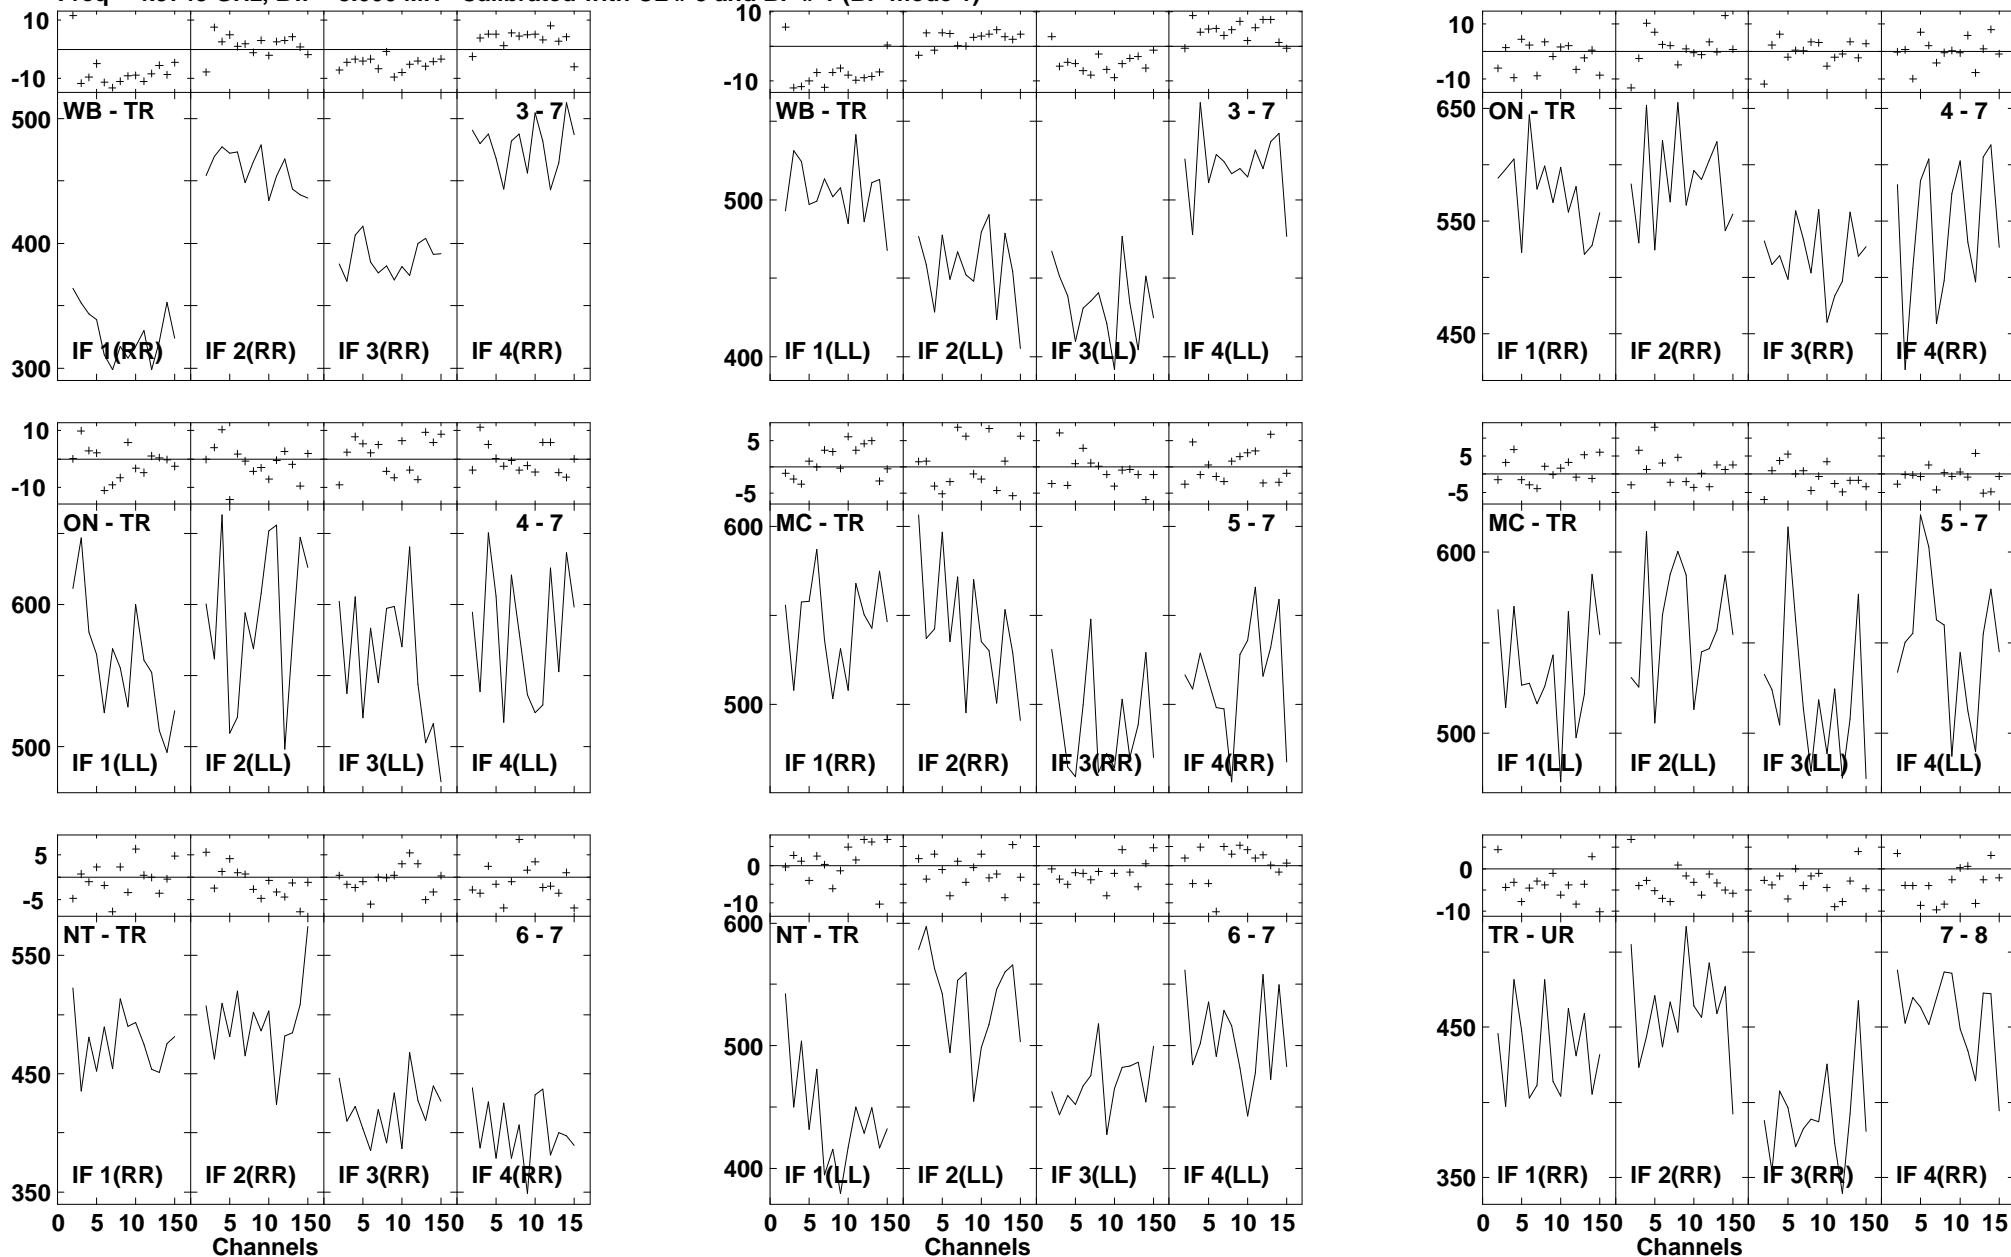 10
-10
WB - TR
3 - 7
500
400
300
IF 1(RR) IF 2(RR) IF 3(RR) IF 4(RR)
10
-10
WB - TR
3 - 7
500
400
IF 1(LL) IF 2(LL) IF 3(LL) IF 4(LL)
10
-10
ON - TR
4 - 7
650
550
450
IF 1(RR) IF 2(RR) IF 3(RR) IF 4(RR)
10
-10
ON - TR
4 - 7
600
500
IF 1(LL) IF 2(LL) IF 3(LL) IF 4(LL)
5
-5
MC - TR
5 - 7
600
500
IF 1(RR) IF 2(RR) IF 3(RR) IF 4(RR)
5
-5
MC - TR
5 - 7
600
500
IF 1(LL) IF 2(LL) IF 3(LL) IF 4(LL)
5
-5
NT - TR
6 - 7
550
450
350
IF 1(RR) IF 2(RR) IF 3(RR) IF 4(RR)
0 5 10 150 5 10 150 5 10 150 5 10 15
Channels
0
-10
NT - TR
6 - 7
600
500
400
IF 1(LL) IF 2(LL) IF 3(LL) IF 4(LL)
0 5 10 150 5 10 150 5 10 150 5 10 15
Channels
0
-10
TR - UR
7 - 8
450
350
IF 1(RR) IF 2(RR) IF 3(RR) IF 4(RR)
0 5 10 150 5 10 150 5 10 150 5 10 15
Channels